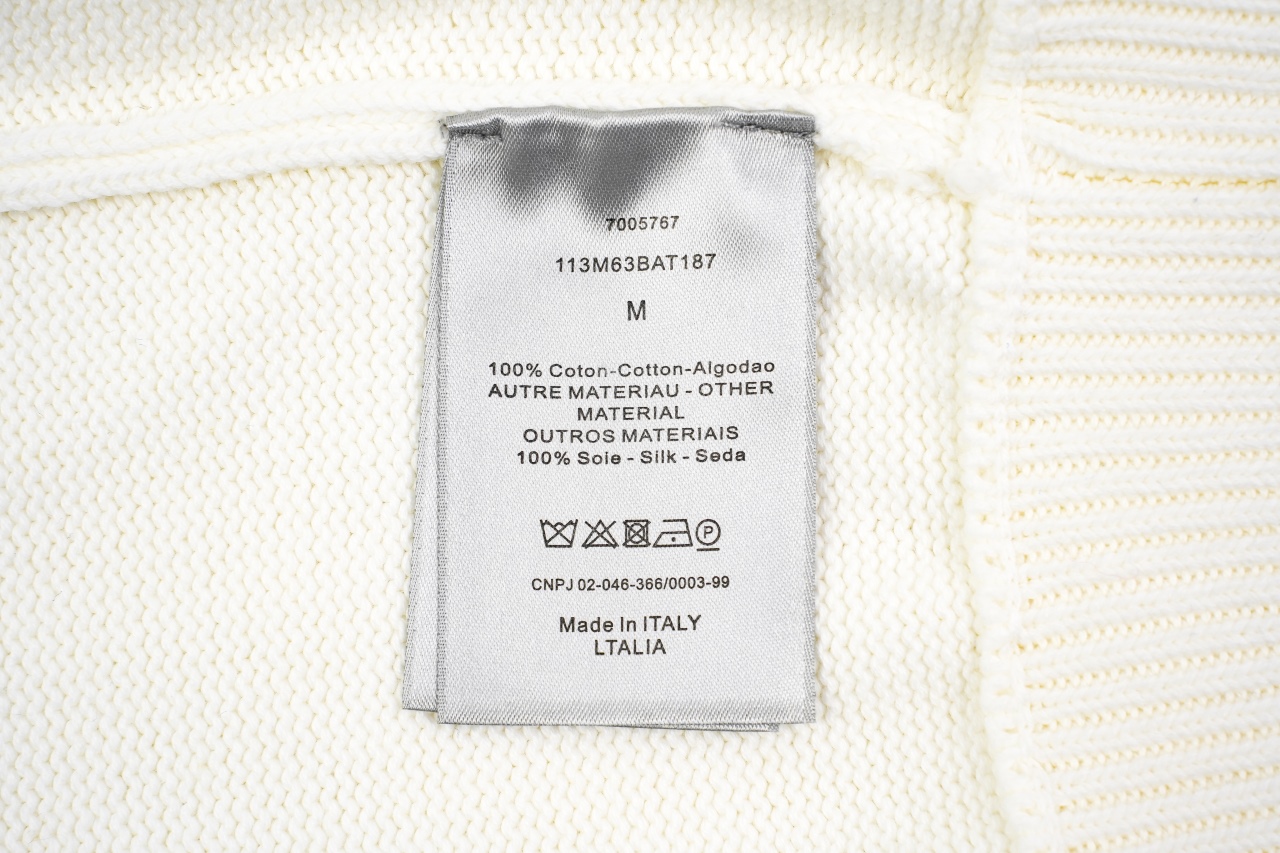 7005767
113M63BAT187
M
100% Coton-Cotton-Algodao
AUTRE MATERIAU - OTHER
MATERIAL
OUTROS MATERIAIS
100% Soie - Silk - Seda
P
CNPJ 02-046-366/0003-99
Made In ITALY
LTALIA